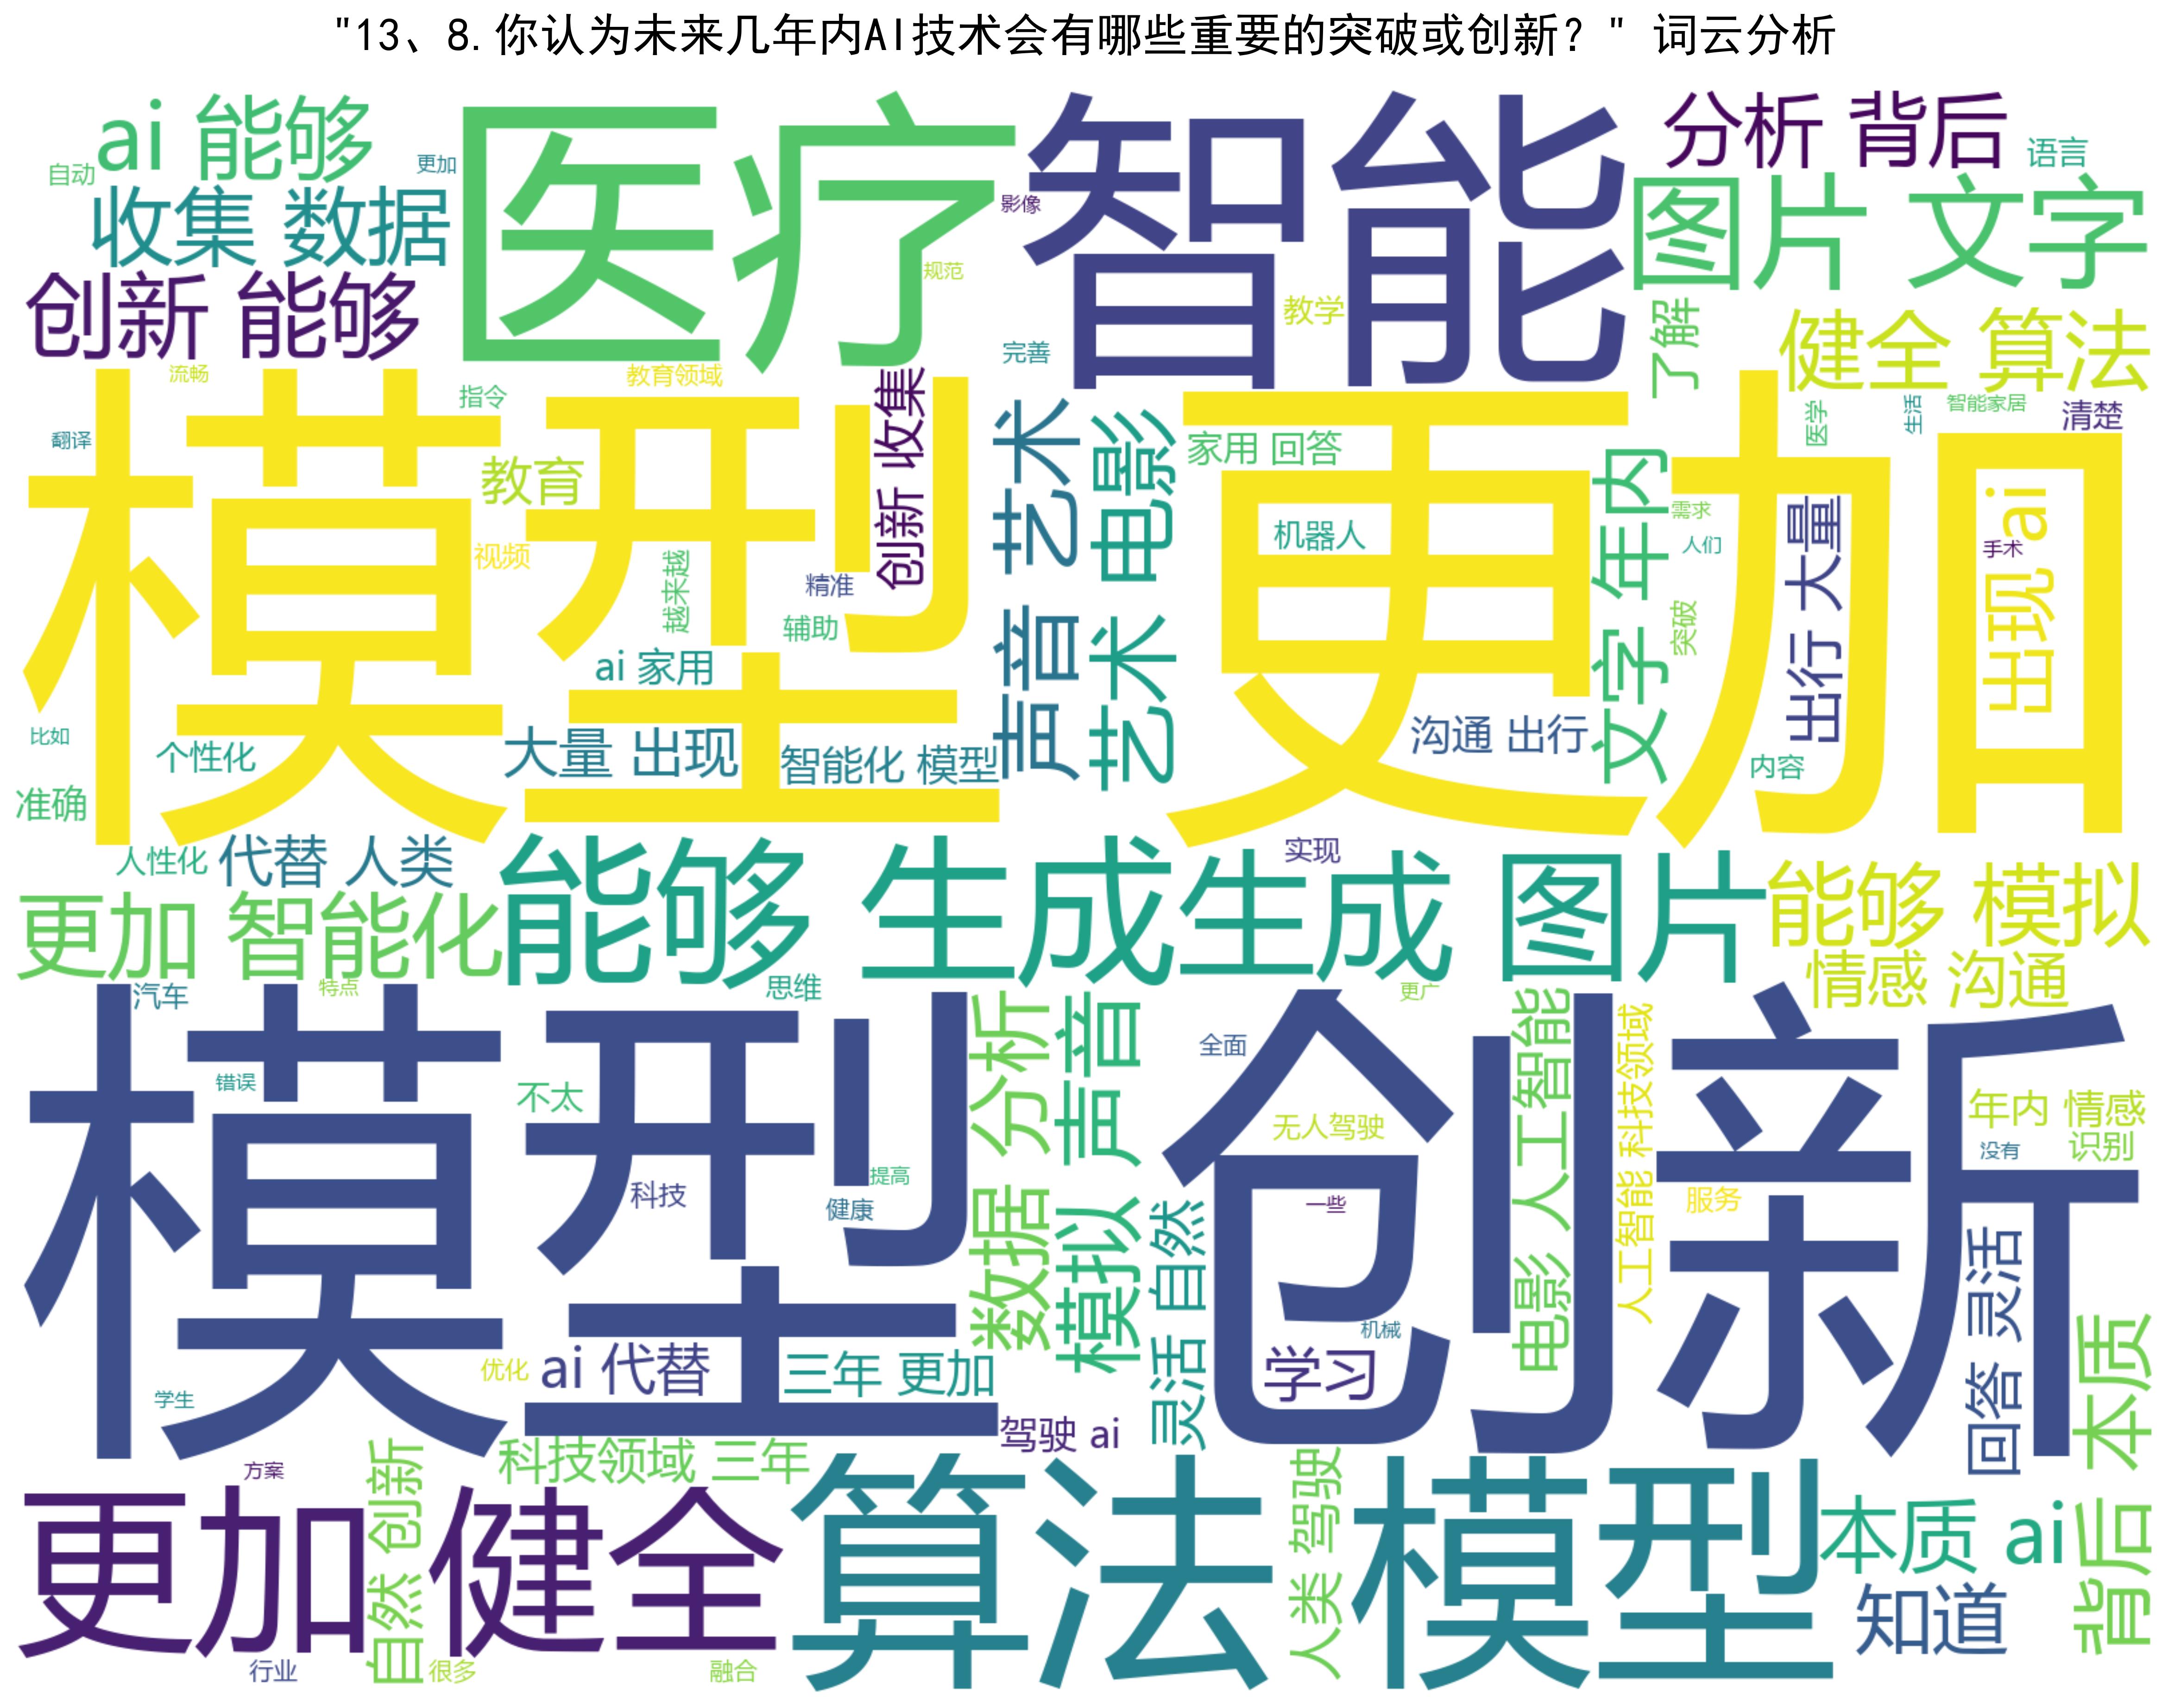 "13、8.你认为未来几年内AI技术会有哪些重要的突破或创新？" 词云分析
ai 能够
自动
更加
收集 数据
创新 能够
医疗
智能
影像
规范
教学
完善
分析 背后
语言
图片 文字
了解
健全 算法
流畅
指令
教育领域
翻译
模型
教育
视频
越来越
精准
辅助
创新 收集
ai 家用
大量 出现
智能化 模型
比如
个性化
准确
声音 艺术
艺术 电影
更加
家用 回答
机器人
沟通 出行
文字 年内
需求
人们
突破
医学
生活
智能家居
清楚
出行 大量
出现 ai
手术
内容
人性化
代替 人类
更加 智能化
能够 生成
生成 图片
实现
能够 模拟
情感 沟通
特点
思维
更广
汽车
模型
错误
不太
科技
提高
健康
优化
ai 代替
三年 更加
学生
数据 分析
模拟 声音
灵活 自然
创新
全面
无人驾驶
一些
机械
学习
电影 人工智能
人工智能 科技领域
服务
年内 情感
没有
识别
回答 灵活
本质
驾驶 ai
科技领域 三年
方案
更加健全
自然 创新
行业
很多
融合
算法 模型
人类 驾驶
本质 ai
知道
背后